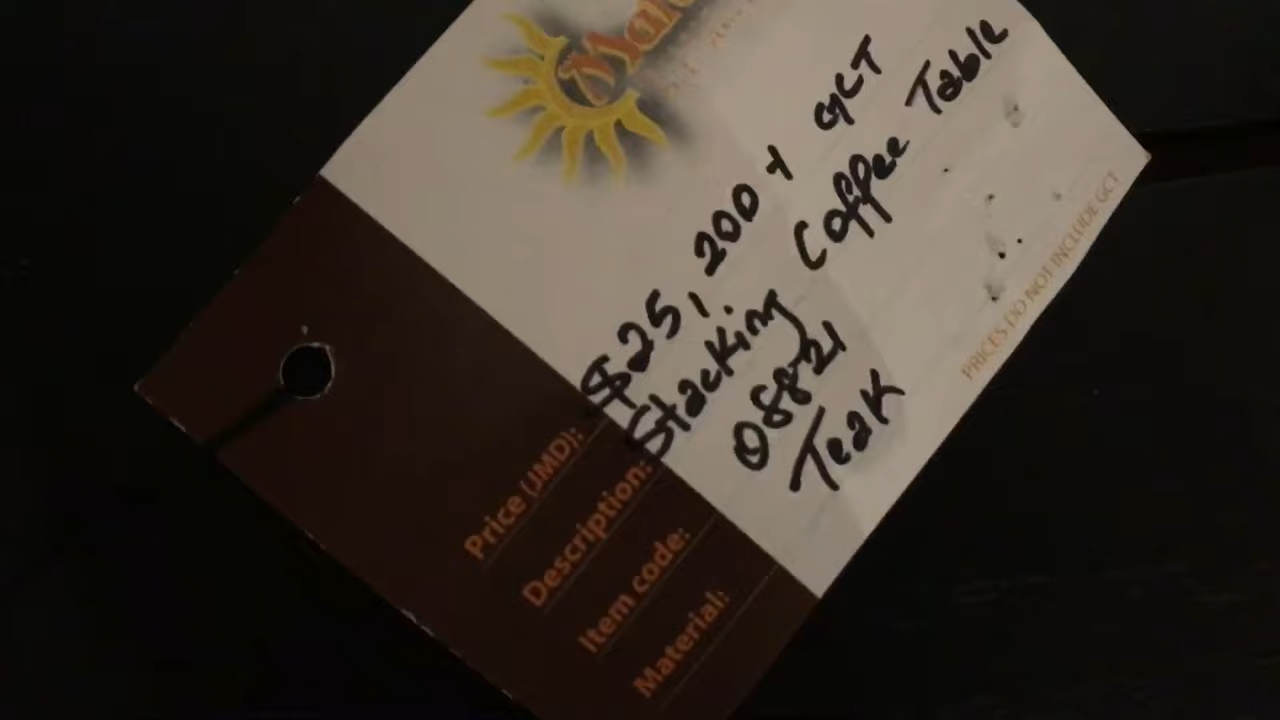 $25,200+ GCT
Stacking Coffee Table
08821
Teak
Price (JMD):
Description:
Item code:
Material:
PRICES DO NOT INCLUDE GCT